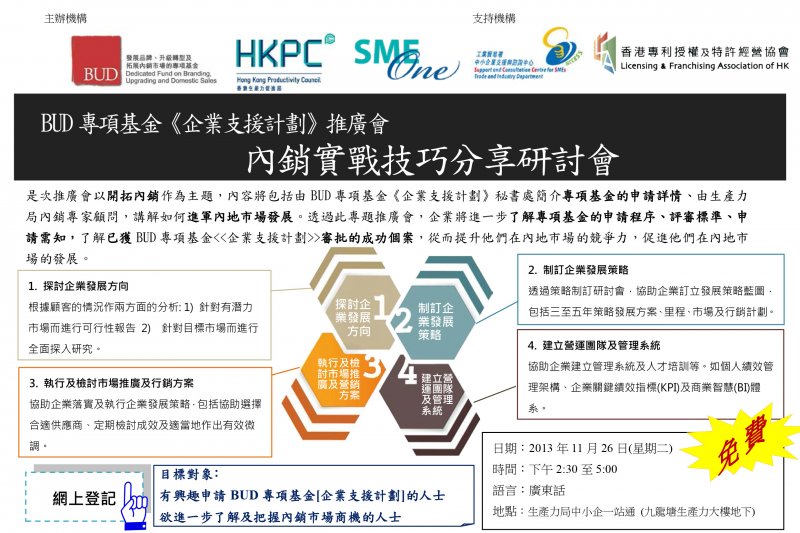 主辦機構
支持機構
BUD
發展品牌、升級轉型及
拓展內銷市場的專項基金
Dedicated Fund on Branding,
Upgrading and Domestic Sales
HKPC
Hong Kong Productivity Council
香港生產力促進局
SME
One
工業貿易署
中小企業支援與諮詢中心
Support and Consultation Centre for SMEs
Trade and Industry Department
香港專利授權及特許經營協會
Licensing & Franchising Association of HK
BUD 專項基金《企業支援計劃》推廣會
內銷實戰技巧分享研討會
是次推廣會以開拓內銷作為主題，內容將包括由 BUD 專項基金《企業支援計劃》秘書處簡介專項基金的申請詳情、由生產力
局內銷專家顧問，講解如何進軍內地市場發展。透過此專題推廣會，企業將進一步了解專項基金的申請程序、評審標準、申
請需知，了解已獲 BUD 專項基金<<企業支援計劃>>審批的成功個案，從而提升他們在內地市場的競爭力，促進他們在內地市
場的發展。
1. 探討企業發展方向
根據顧客的情況作兩方面的分析: 1) 針對有潛力
市場而進行可行性報告 2) 針對目標市場而進行
全面探人研究。
3. 執行及檢討市場推廣及行銷方案
協助企業落實及執行企業發展策略，包括協助選擇
合適供應商、定期檢討成效及適當地作出有效微
調。
探討企
業發展
方向
1
2
制訂企
業發展
策略
執行及檢
討市場推
廣及營銷
方案
3
4
建立營
運團隊
及管理
系統
2. 制訂企業發展策略
透過策略制訂研討會，協助企業訂立發展策略藍圖，
包括三至五年策略發展方案、里程、市場及行銷計劃。
4. 建立營運團隊及管理系統
協助企業建立管理系統及人才培訓等。如個人績效管
理架構、企業關鍵績效指標(KPI)及商業智慧(BI)體
系。
網上登記
目標對象:
有興趣申請 BUD 專項基金[企業支援計劃]的人士
欲進一步了解及把握內銷市場商機的人士
日期：2013 年 11 月 26 日(星期二)
時間：下午 2:30 至 5:00
語言：廣東話
地點：生產力局中小企一站通 (九龍塘生產力大樓地下)
免費